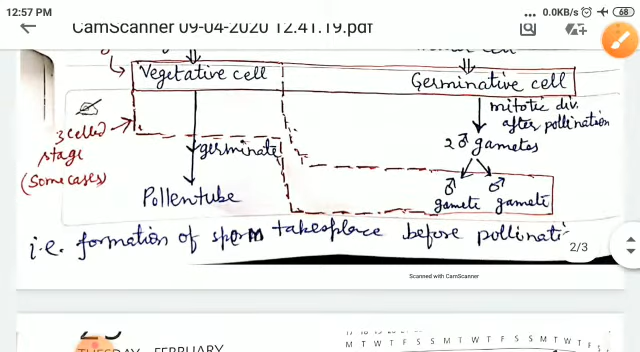 12:57 PM
... 0.0KB/s 68
CamScanner 09-04-2020 12.41.19.pdf
Vegetative cell
Germinative cell
mitotic div.
after pollination
3 celled
stage
(Some cases)
germinate
2 ♂ gametes
♂ ♂
gamete gamete
Pollentube
i.e. formation of sperm takesplace before pollinati
2/3
Scanned with CamScanner
TUESDAY FEBRUARY
M T W T F S S M T W T F S S M T W T F